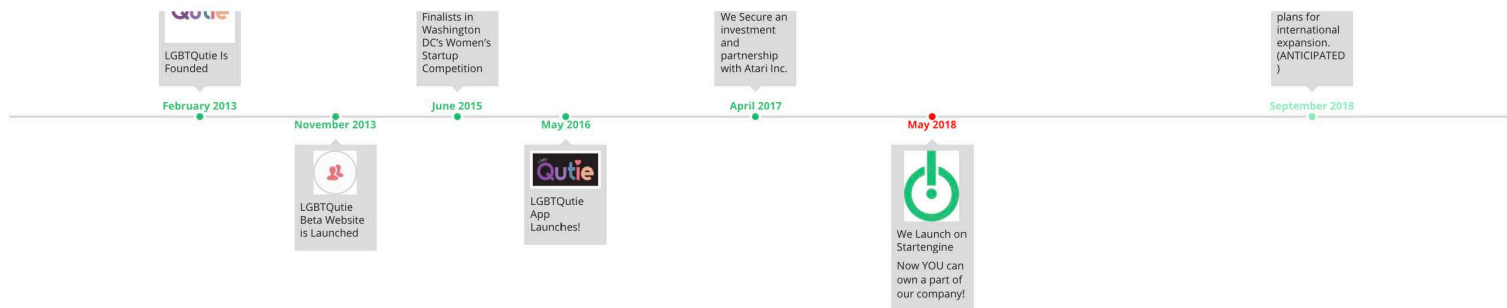 Qutie
LGBTQutie Is
Founded
Finalists in
Washington
DC's Women's
Startup
Competition
We Secure an
investment
and
partnership
with Atari Inc.
plans for
international
expansion.
(ANTICIPATED
)
February 2013
June 2015
April 2017
September 2018
November 2013
May 2016
May 2018
LGBTQutie
Beta Website
is Launched
LGBT
Qutie
LGBTQutie
App
Launches!
We Launch on
Startengine
Now YOU can
own a part of
our company!